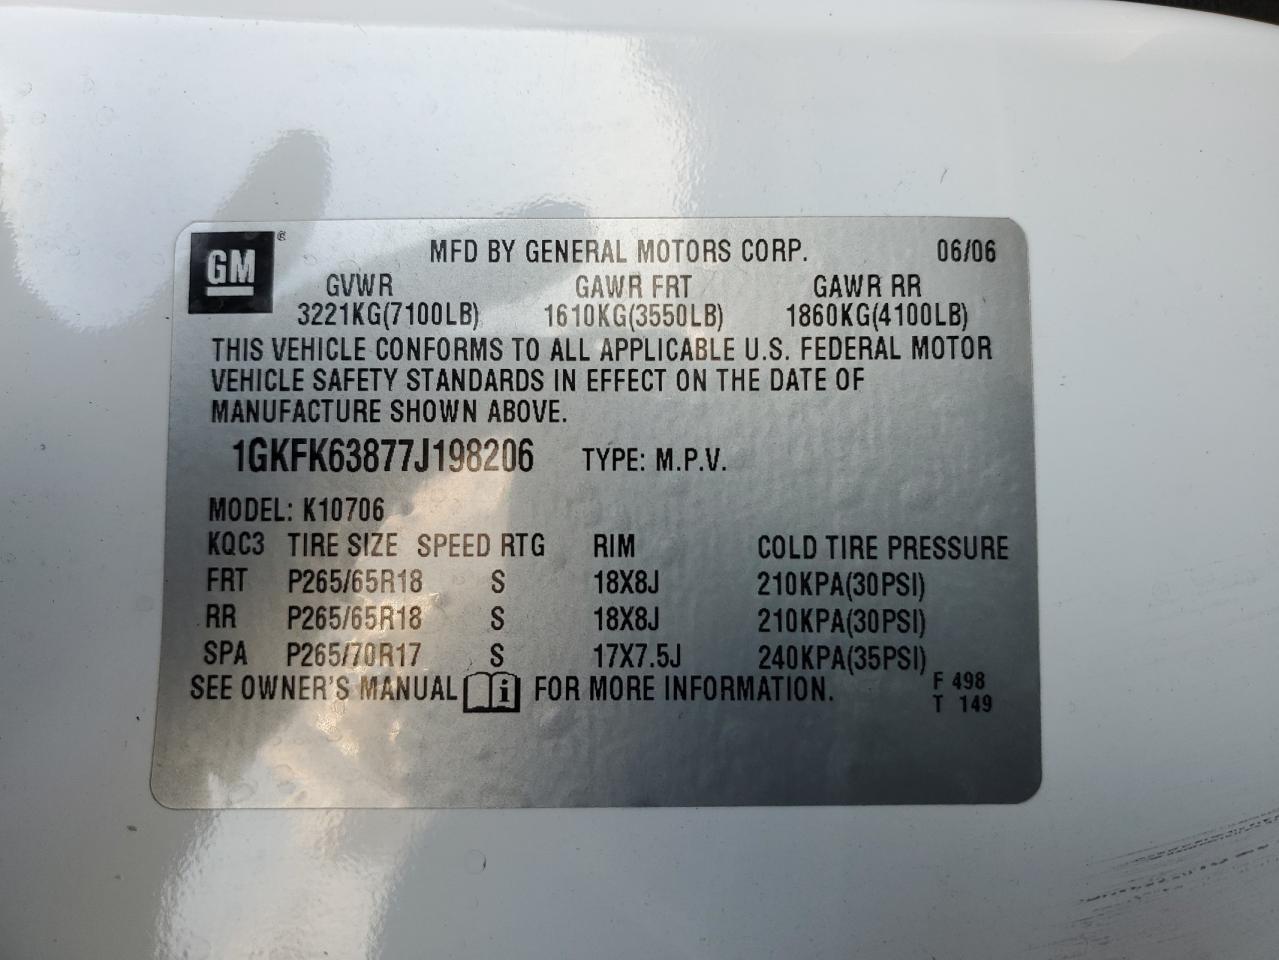 GM ® MFD BY GENERAL MOTORS CORP. 06/06
GVWR GAWR FRT GAWR RR
3221KG(7100LB) 1610KG(3550LB) 1860KG(4100LB)
THIS VEHICLE CONFORMS TO ALL APPLICABLE U.S. FEDERAL MOTOR
VEHICLE SAFETY STANDARDS IN EFFECT ON THE DATE OF
MANUFACTURE SHOWN ABOVE.
1GKFK63877J198206 TYPE: M.P.V.
MODEL: K10706
KQC3 TIRE SIZE SPEED RTG RIM COLD TIRE PRESSURE
FRT P265/65R18 S 18X8J 210KPA(30PSI)
RR P265/65R18 S 18X8J 210KPA(30PSI)
SPA P265/70R17 S 17X7.5J 240KPA(35PSI)
SEE OWNER'S MANUAL i FOR MORE INFORMATION. F 498
T 149